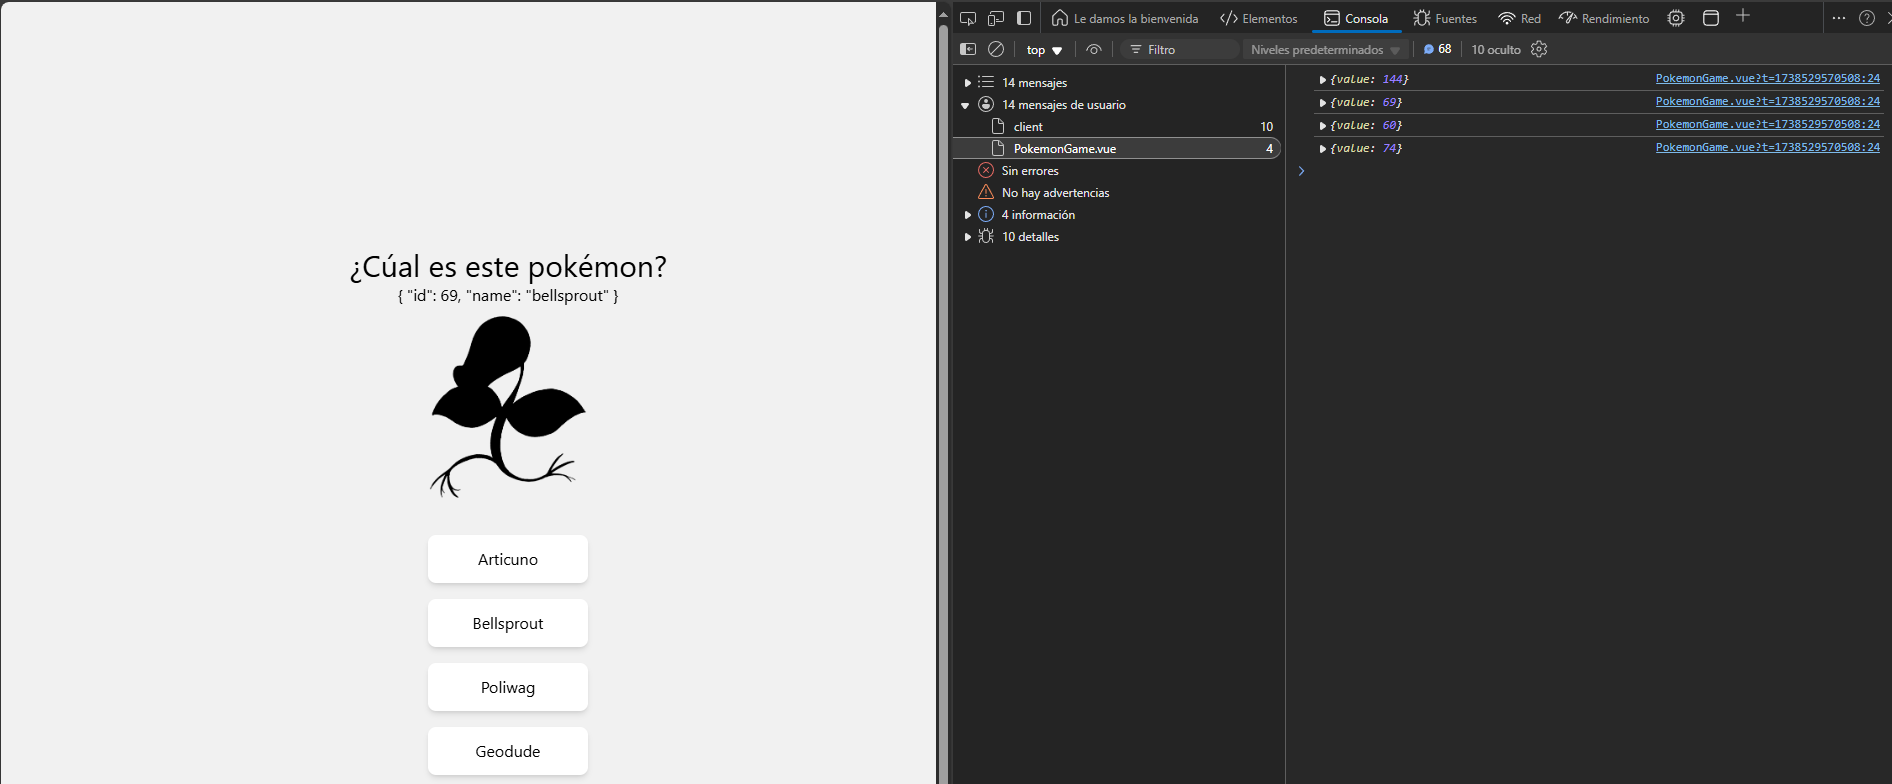 ¿Cúal es este pokémon?
{ "id": 69, "name": "bellsprout" }
Articuno
Bellsprout
Poliwag
Geodude
Le damos la bienvenida
Elementos
Consola
Fuentes
Red
Rendimiento
top
Filtro
Niveles predeterminados
68
10 oculto
14 mensajes
14 mensajes de usuario
client 10
PokemonGame.vue 4
Sin errores
No hay advertencias
4 información
10 detalles
{value: 144} PokemonGame.vue?t=1738529570508:24
{value: 69} PokemonGame.vue?t=1738529570508:24
{value: 60} PokemonGame.vue?t=1738529570508:24
{value: 74} PokemonGame.vue?t=1738529570508:24